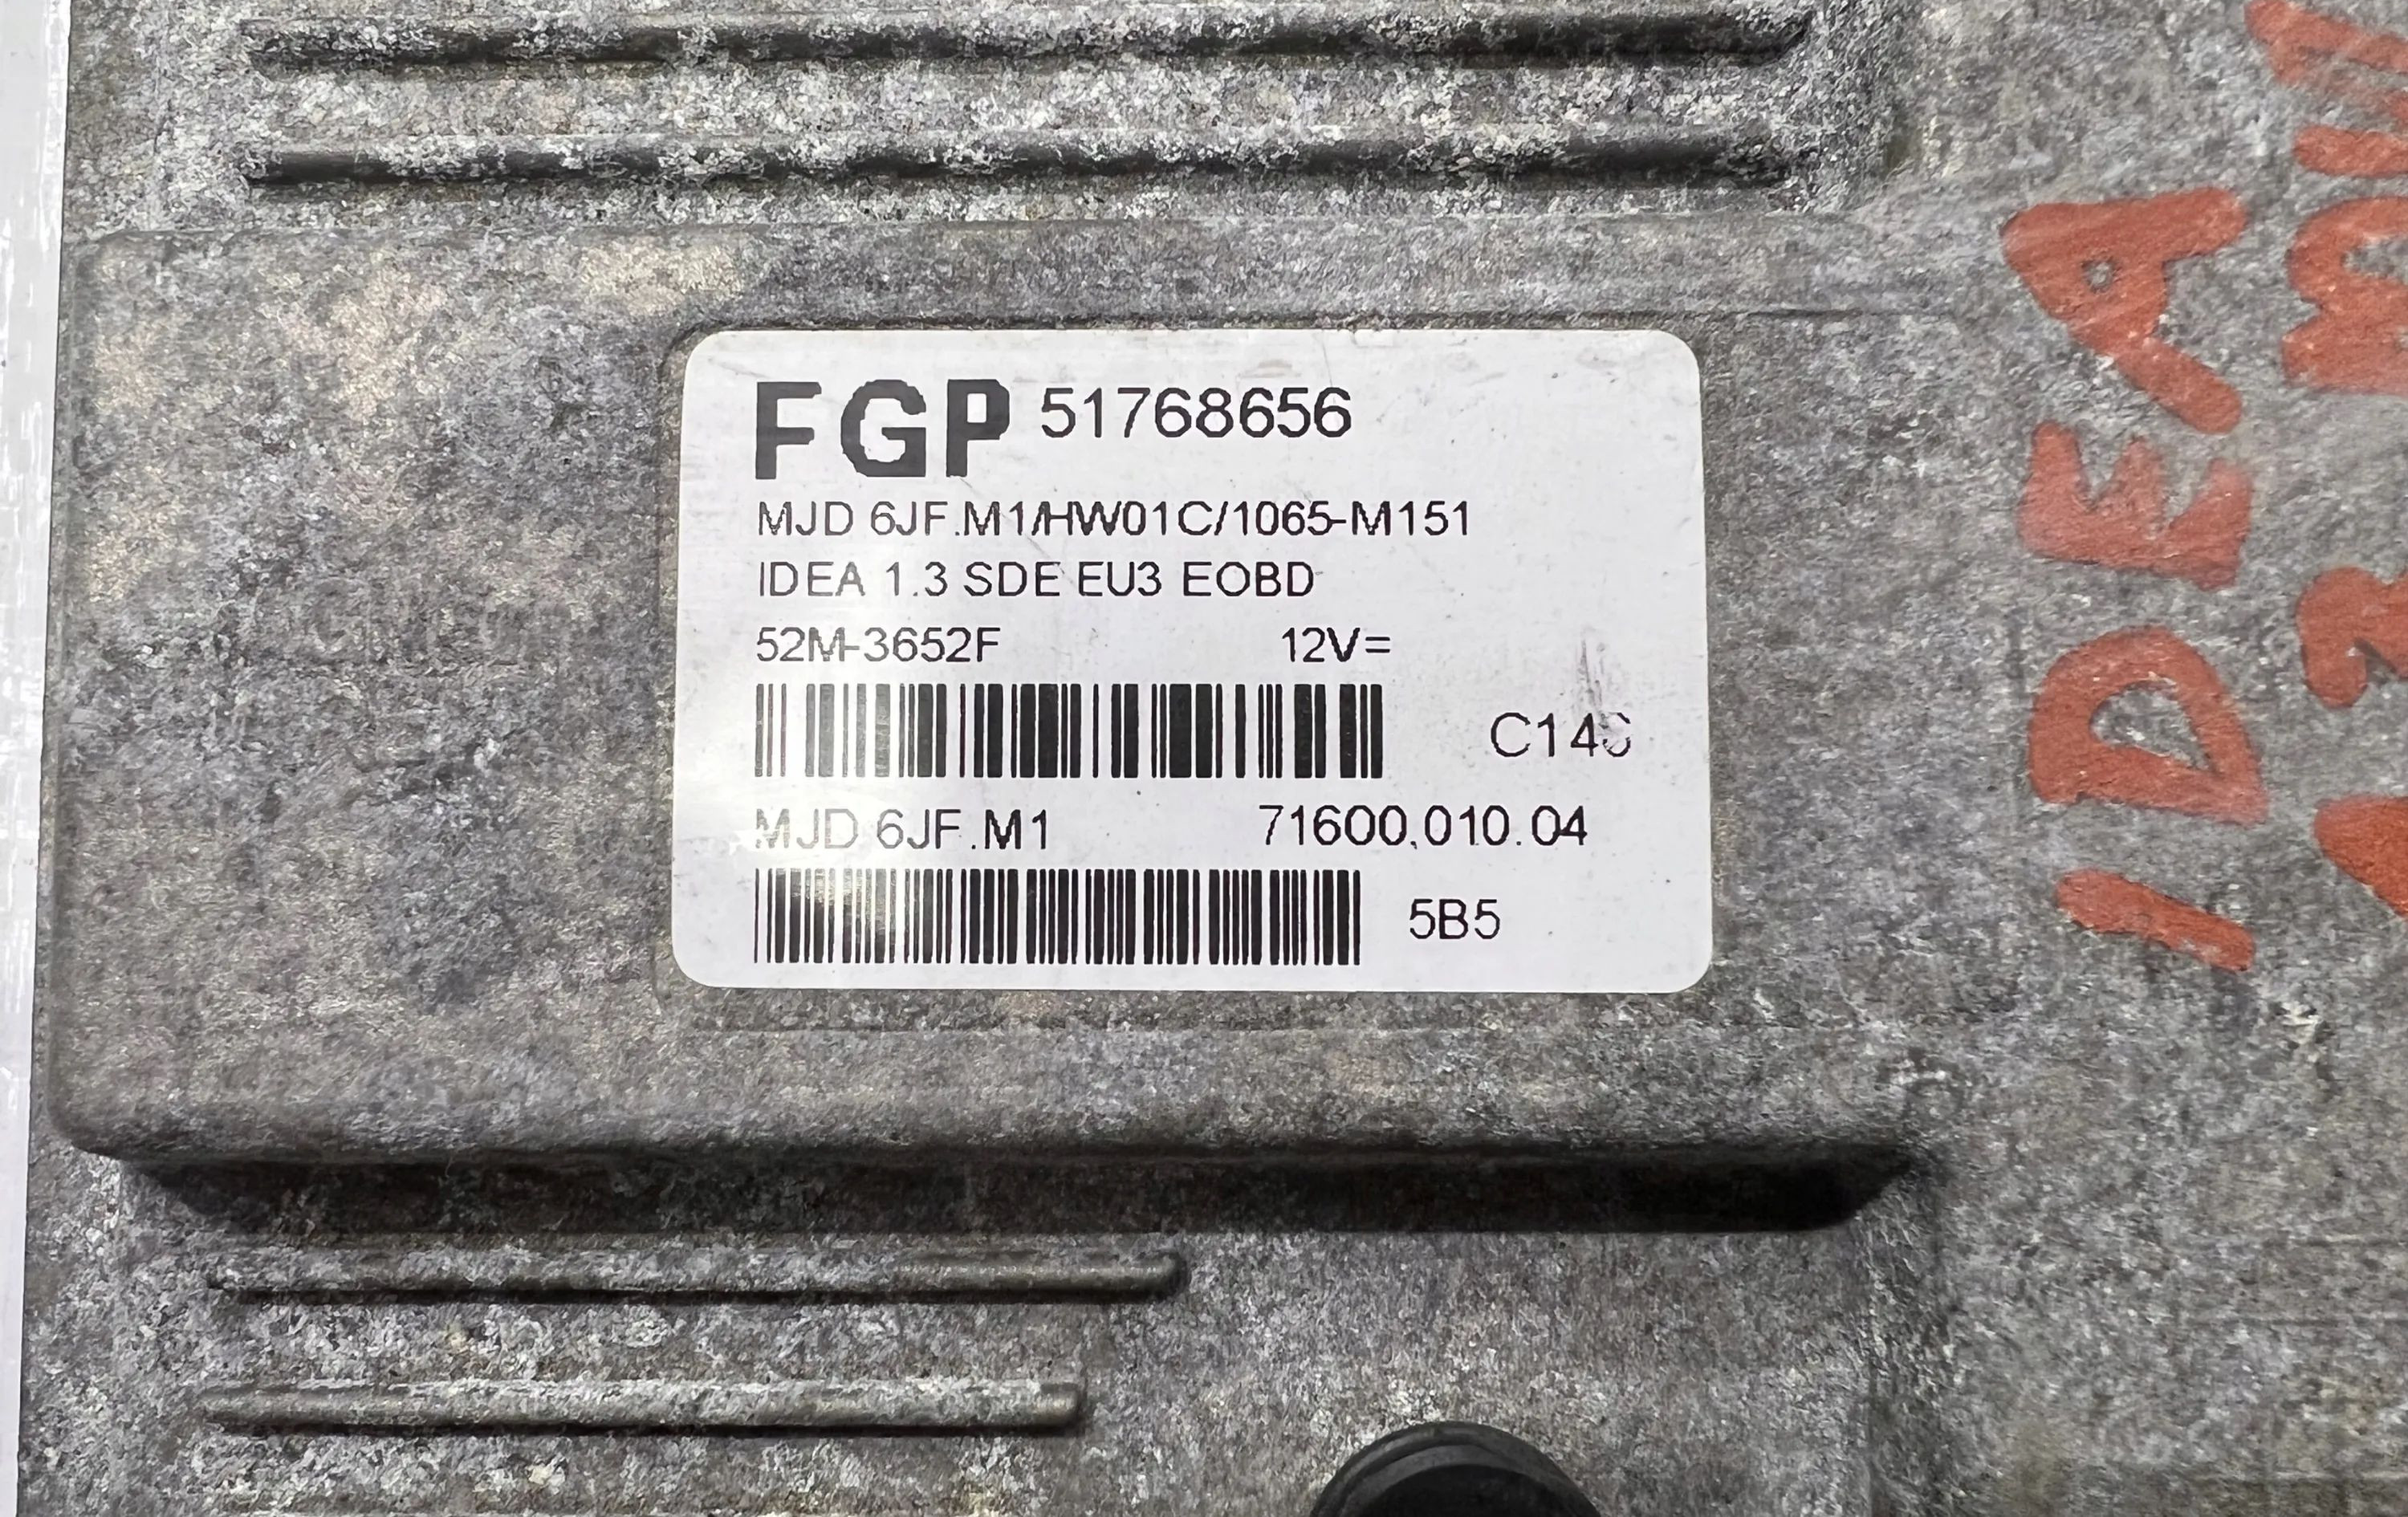 FGP 51768656
MJD 6JF.M1/HW01C/1065-M151
IDEA 1.3 SDE EU3 EOBD
52M-3652F 12V=
MJD 6JF.M1 71600.010.04
5B5
IDEA